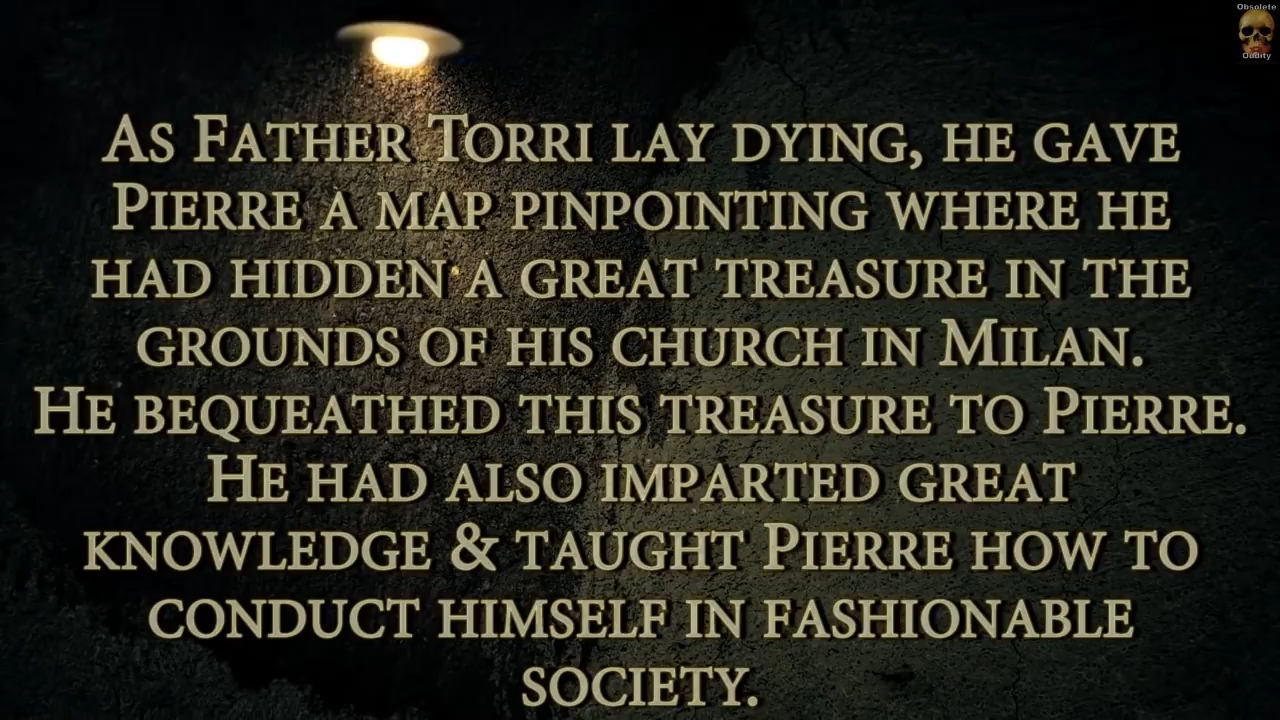 Obsolete
Oddity
As Father Torri lay dying, he gave
Pierre a map pinpointing where he
had hidden a great treasure in the
grounds of his church in Milan.
He bequeathed this treasure to Pierre.
He had also imparted great
knowledge & taught Pierre how to
conduct himself in fashionable
society.